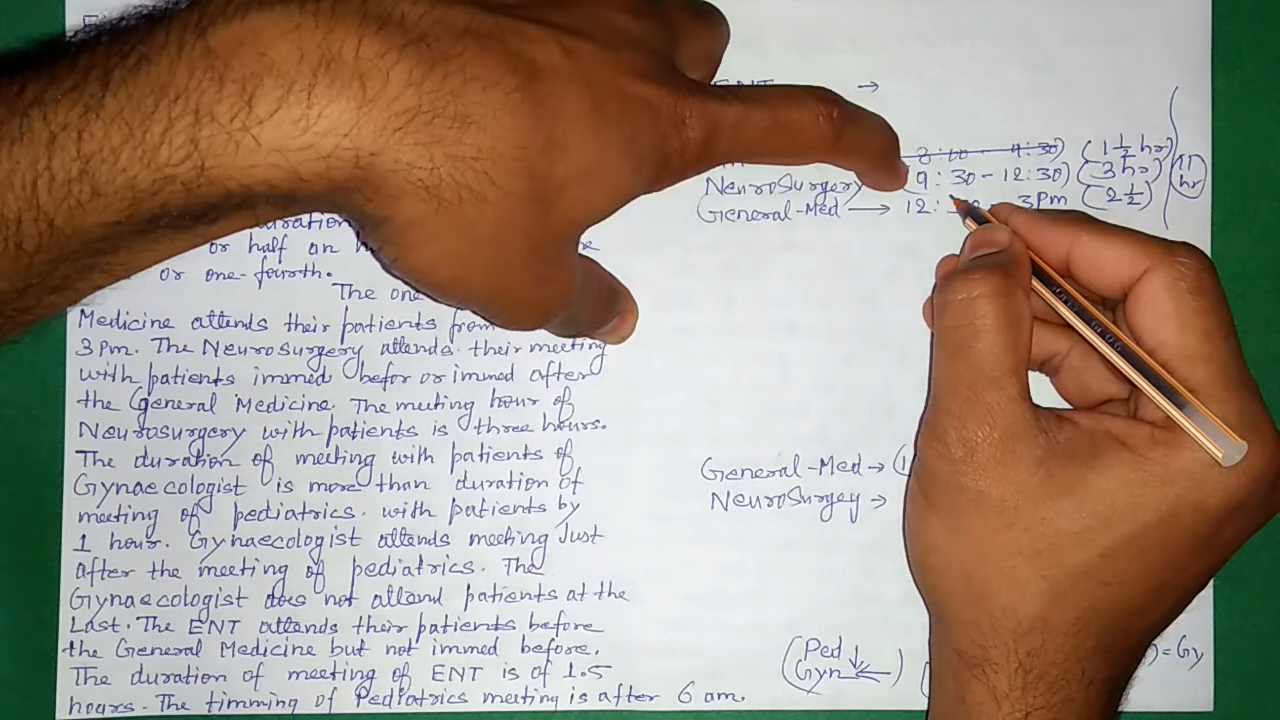 ENT →
8:00 - 9:30) (1 1/2 hr)
NeuroSurgery (9:30-12:30) (3 hr)
General-Med → 12: 3Pm (2 1/2)
11 hr
or half an
or one-fourth.
The one
Medicine attends their patients from
3 Pm. The NeuroSurgery attends their meeting
with patients immed befor or immed after
the General Medicine. The meeting hour of
Neurosurgery with patients is three hours.
The duration of meeting with patients of
Gynaecologist is more than duration of
meeting of pediatrics. with patients by
1 hour. Gynaecologist attends meeting Just
after the meeting of pediatrics. The
Gynaecologist does not attend patients at the
Last. The ENT attends their patients before
the General Medicine but not immed before.
The duration of meeting of ENT is of 1.5
hours. The timming of Pediatrics meeting is after 6 am.
General-Med → (1
NeuroSurgey →
(Ped ↓
Gyn ←)
) = Gy